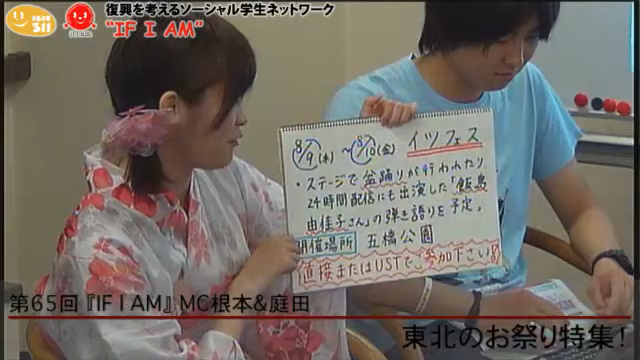 復興を考えるソーシャル学生ネットワーク
"IF I AM"
case 311
8/9(木)~8/10(金) イツフェス
・ステージで盆踊りが行われたり、
24時間配信にも出演した「飯島
由佳子さん」の弾き語りを予定。
開催場所 五橋公園
直接またはUSTでご参加下さい
第65回『IF I AM』MC根本&庭田
東北のお祭り特集!